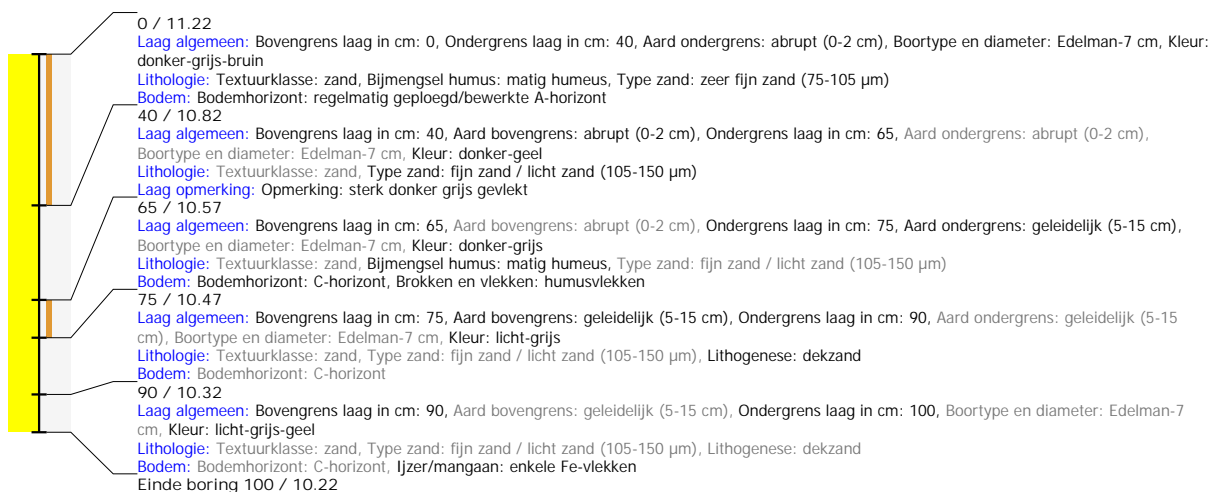 0 / 11.22
Laag algemeen: Bovengrens laag in cm: 0, Ondergrens laag in cm: 40, Aard ondergrens: abrupt (0-2 cm), Boortype en diameter: Edelman-7 cm, Kleur:
donker-grijs-bruin
Lithologie: Textuurklasse: zand, Bijmengsel humus: matig humeus, Type zand: zeer fijn zand (75-105 µm)
Bodem: Bodemhorizont: regelmatig geploegd/bewerkte A-horizont
40 / 10.82
Laag algemeen: Bovengrens laag in cm: 40, Aard bovengrens: abrupt (0-2 cm), Ondergrens laag in cm: 65, Aard ondergrens: abrupt (0-2 cm),
Boortype en diameter: Edelman-7 cm, Kleur: donker-geel
Lithologie: Textuurklasse: zand, Type zand: fijn zand / licht zand (105-150 µm)
Laag opmerking: Opmerking: sterk donker grijs gevlekt
65 / 10.57
Laag algemeen: Bovengrens laag in cm: 65, Aard bovengrens: abrupt (0-2 cm), Ondergrens laag in cm: 75, Aard ondergrens: geleidelijk (5-15 cm),
Boortype en diameter: Edelman-7 cm, Kleur: donker-grijs
Lithologie: Textuurklasse: zand, Bijmengsel humus: matig humeus, Type zand: fijn zand / licht zand (105-150 µm)
Bodem: Bodemhorizont: C-horizont, Brokken en vlekken: humusvlekken
75 / 10.47
Laag algemeen: Bovengrens laag in cm: 75, Aard bovengrens: geleidelijk (5-15 cm), Ondergrens laag in cm: 90, Aard ondergrens: geleidelijk (5-15
cm), Boortype en diameter: Edelman-7 cm, Kleur: licht-grijs
Lithologie: Textuurklasse: zand, Type zand: fijn zand / licht zand (105-150 µm), Lithogenese: dekzand
Bodem: Bodemhorizont: C-horizont
90 / 10.32
Laag algemeen: Bovengrens laag in cm: 90, Aard bovengrens: geleidelijk (5-15 cm), Ondergrens laag in cm: 100, Boortype en diameter: Edelman-7
cm, Kleur: licht-grijs-geel
Lithologie: Textuurklasse: zand, Type zand: fijn zand / licht zand (105-150 µm), Lithogenese: dekzand
Bodem: Bodemhorizont: C-horizont, Ijzer/mangaan: enkele Fe-vlekken
Einde boring 100 / 10.22